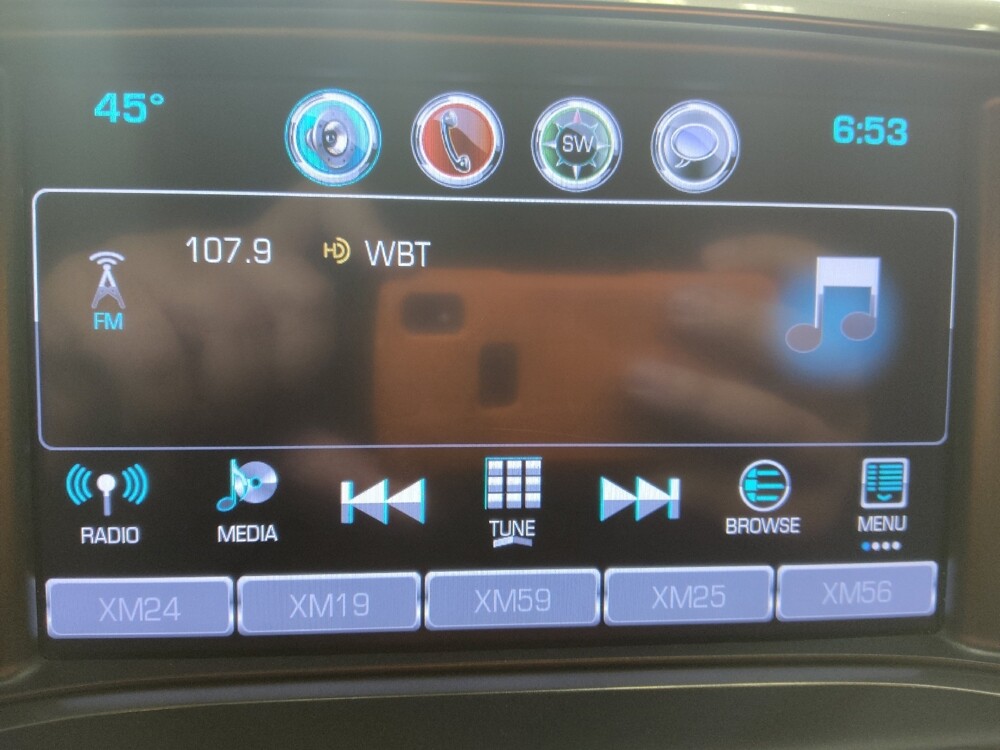 45°
SW
6:53
107.9 HD WBT
FM
RADIO
MEDIA
TUNE
BROWSE
MENU
XM24
XM19
XM59
XM25
XM56